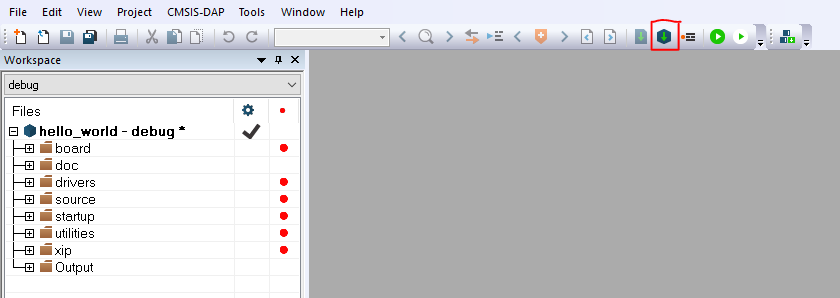 File Edit View Project CMSIS-DAP Tools Window Help
Workspace
debug
Files
hello_world - debug *
board
doc
drivers
source
startup
utilities
xip
Output